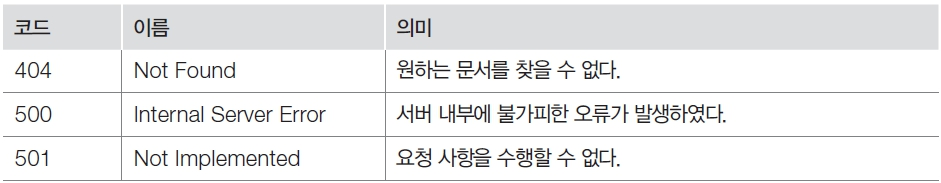 코드 이름 의미
404 Not Found 원하는 문서를 찾을 수 없다.
500 Internal Server Error 서버 내부에 불가피한 오류가 발생하였다.
501 Not Implemented 요청 사항을 수행할 수 없다.